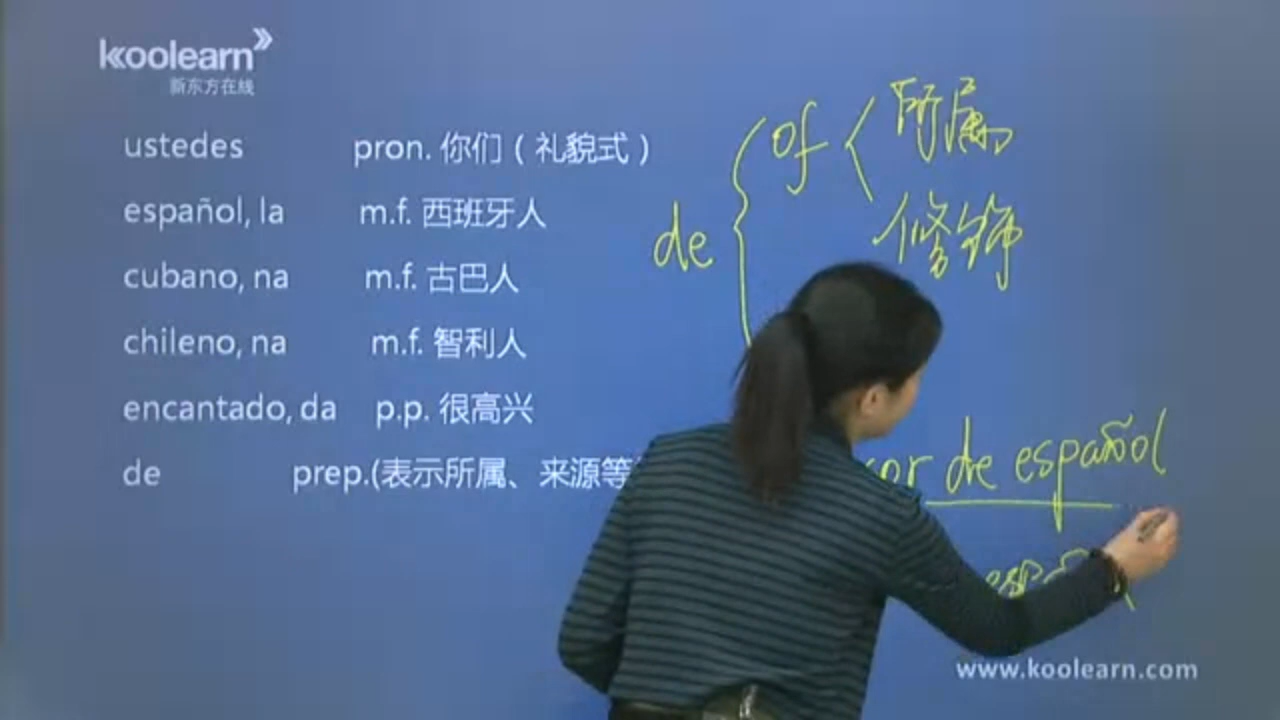 koolearn
新东方在线
ustedes pron. 你们（礼貌式）
español, la m.f. 西班牙人
cubano, na m.f. 古巴人
chileno, na m.f. 智利人
encantado, da p.p. 很高兴
de prep.(表示所属、来源等
de
of
所属
修饰
de español
www.koolearn.com